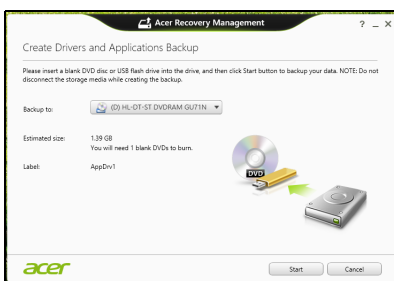 Acer Recovery Management
Create Drivers and Applications Backup
Please insert a blank DVD disc or USB flash drive into the drive, and then click Start button to backup your data. NOTE: Do not
disconnect the storage media while creating the backup.
Backup to: (D) HL-DT-ST DVDRAM GU71N
Estimated size: 1.39 GB
You will need 1 blank DVDs to burn.
Label: AppDrv1
DVD
acer
Start Cancel